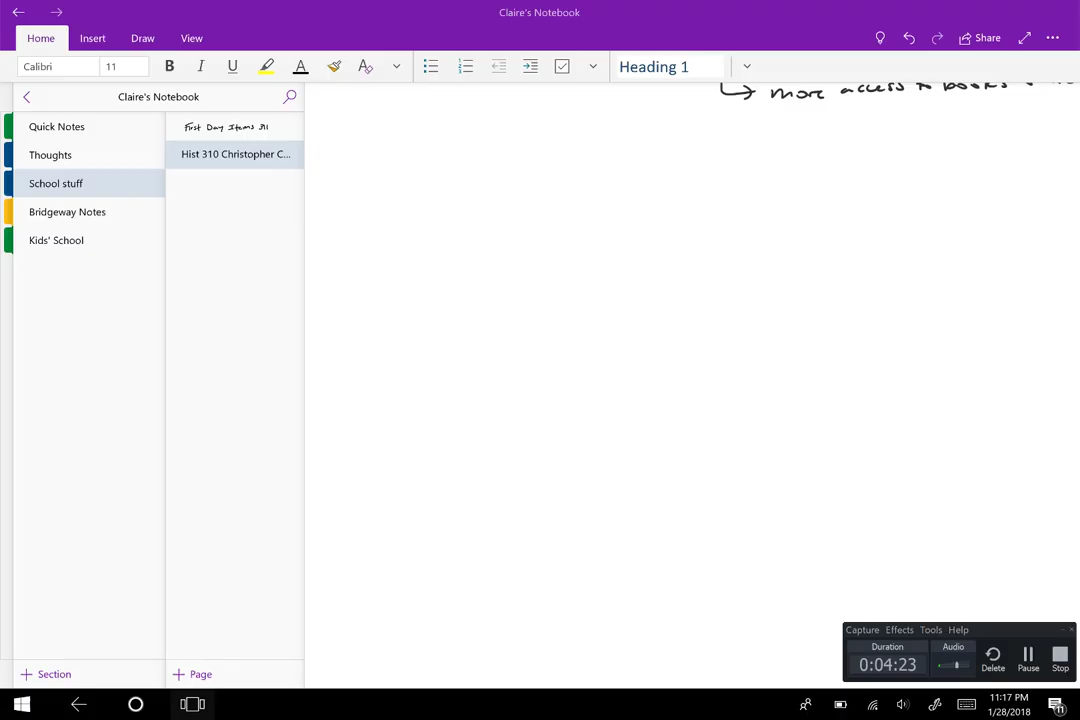 Claire's Notebook
Home Insert Draw View Share
Calibri 11 B I U A Heading 1
Claire's Notebook
more access to books
Quick Notes
First Day Items 311
Thoughts
Hist 310 Christopher C...
School stuff
Bridgeway Notes
Kids' School
Capture Effects Tools Help
Duration Audio
0:04:23
Delete Pause Stop
+ Section + Page
11:17 PM
1/28/2018
11